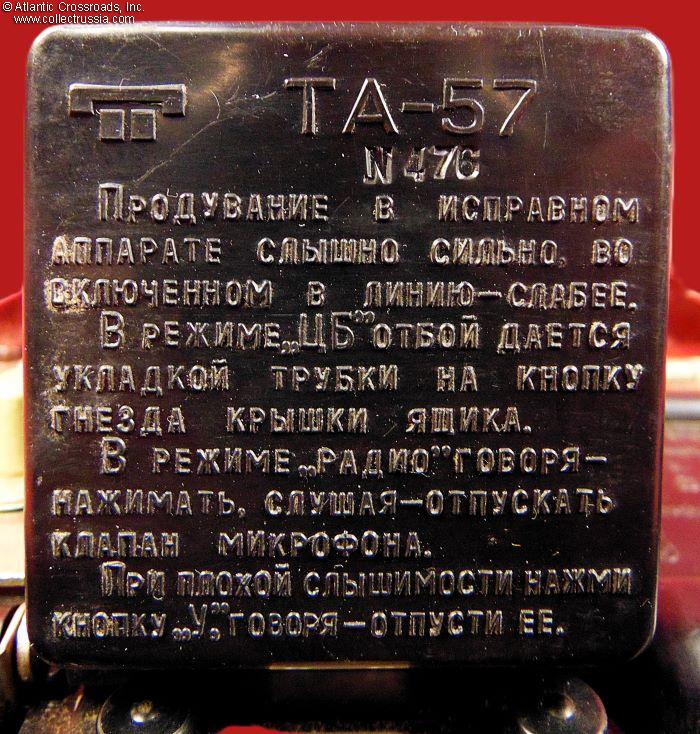 © Atlantic Crossroads, Inc.
www.collectrussia.com
ТА-57
N 476
Продувание в исправном
аппарате слышно сильно, во
включенном в линию—слабее.
В режиме „ЦБ” отбой дается
укладкой трубки на кнопку
гнезда крышки ящика.
В режиме „радио” говоря—
нажимать, слушая—отпускать
клапан микрофона.
При плохой слышимости нажми
кнопку „У,” говоря—отпусти ее.